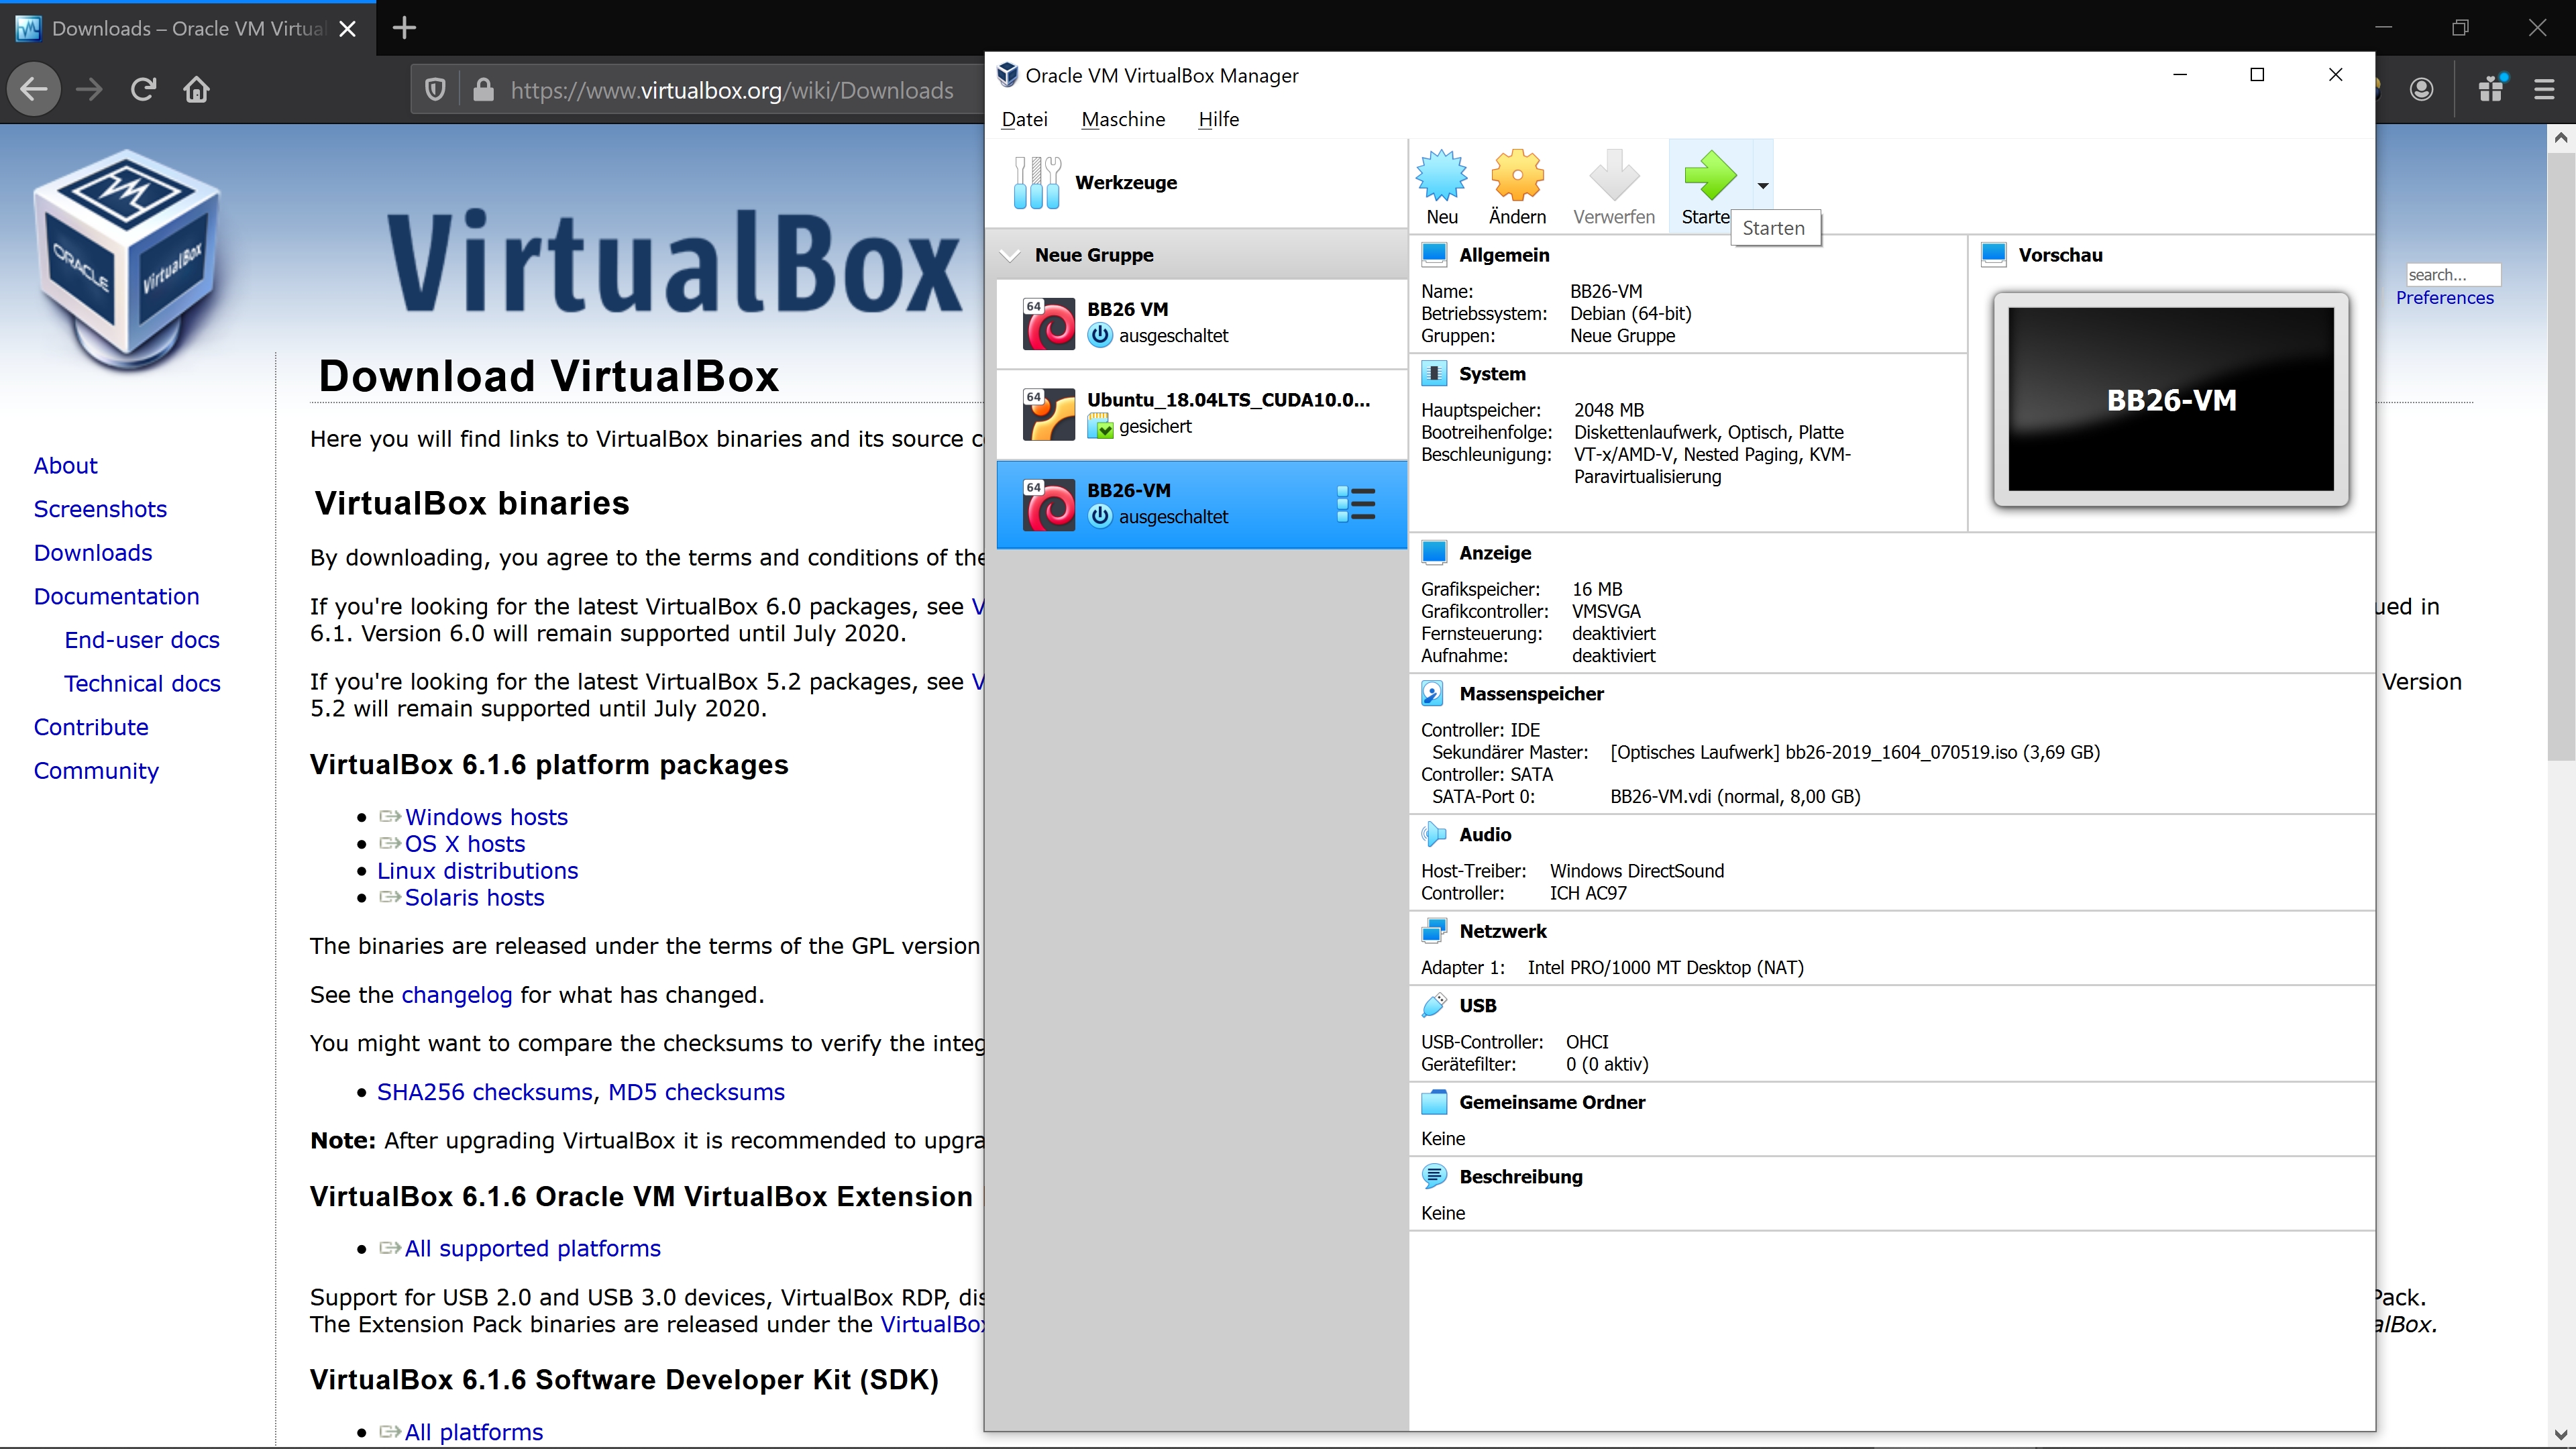 Downloads – Oracle VM Virtua
https://www.virtualbox.org/wiki/Downloads
ORACLE
VirtualBox
VirtualBox
search...
Preferences
About
Screenshots
Downloads
Documentation
End-user docs
Technical docs
Contribute
Community
Download VirtualBox
Here you will find links to VirtualBox binaries and its source c
VirtualBox binaries
By downloading, you agree to the terms and conditions of the
If you're looking for the latest VirtualBox 6.0 packages, see V
ued in
6.1. Version 6.0 will remain supported until July 2020.
If you're looking for the latest VirtualBox 5.2 packages, see V
Version
5.2 will remain supported until July 2020.
VirtualBox 6.1.6 platform packages
Windows hosts
OS X hosts
Linux distributions
Solaris hosts
The binaries are released under the terms of the GPL version
See the changelog for what has changed.
You might want to compare the checksums to verify the integ
SHA256 checksums, MD5 checksums
Note: After upgrading VirtualBox it is recommended to upgra
VirtualBox 6.1.6 Oracle VM VirtualBox Extension
All supported platforms
Support for USB 2.0 and USB 3.0 devices, VirtualBox RDP, dis
Pack.
The Extension Pack binaries are released under the VirtualBox
alBox.
VirtualBox 6.1.6 Software Developer Kit (SDK)
All platforms
Oracle VM VirtualBox Manager
Datei Maschine Hilfe
Werkzeuge
Neue Gruppe
64
BB26 VM
ausgeschaltet
64
Ubuntu_18.04LTS_CUDA10.0...
gesichert
64
BB26-VM
ausgeschaltet
Neu Ändern Verwerfen Starte
Starten
Allgemein
Name: BB26-VM
Betriebssystem: Debian (64-bit)
Gruppen: Neue Gruppe
Vorschau
BB26-VM
System
Hauptspeicher: 2048 MB
Bootreihenfolge: Diskettenlaufwerk, Optisch, Platte
Beschleunigung: VT-x/AMD-V, Nested Paging, KVM-
Paravirtualisierung
Anzeige
Grafikspeicher: 16 MB
Grafikcontroller: VMSVGA
Fernsteuerung: deaktiviert
Aufnahme: deaktiviert
Massenspeicher
Controller: IDE
Sekundärer Master: [Optisches Laufwerk] bb26-2019_1604_070519.iso (3,69 GB)
Controller: SATA
SATA-Port 0: BB26-VM.vdi (normal, 8,00 GB)
Audio
Host-Treiber: Windows DirectSound
Controller: ICH AC97
Netzwerk
Adapter 1: Intel PRO/1000 MT Desktop (NAT)
USB
USB-Controller: OHCI
Gerätefilter: 0 (0 aktiv)
Gemeinsame Ordner
Keine
Beschreibung
Keine